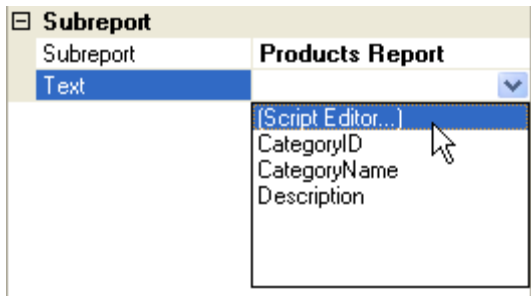 Subreport
Subreport Products Report
Text
(Script Editor...)
CategoryID
CategoryName
Description